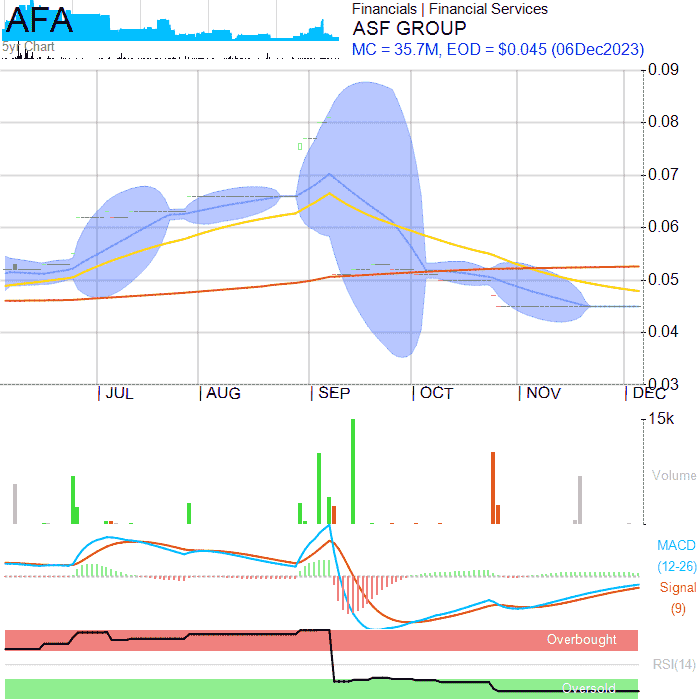 AFA
5yr Chart
Financials | Financial Services
ASF GROUP
MC = 35.7M, EOD = $0.045 (06Dec2023)
0.09
0.08
0.07
0.06
0.05
0.04
0.03
JUL AUG SEP OCT NOV DEC
15k
Volume
MACD
(12-26)
Signal
(9)
Overbought
RSI(14)
Oversold